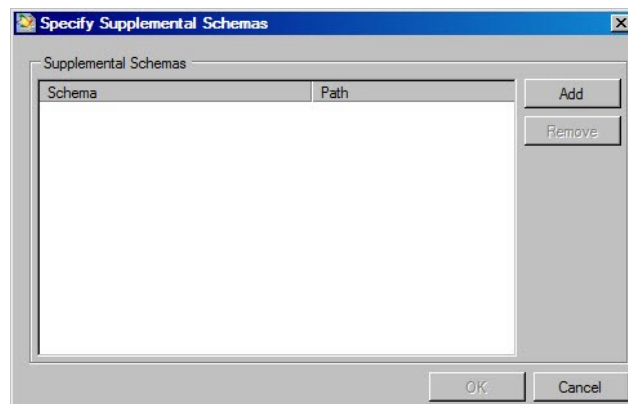 Specify Supplemental Schemas
Supplemental Schemas
Schema Path
Add
Remove
OK
Cancel